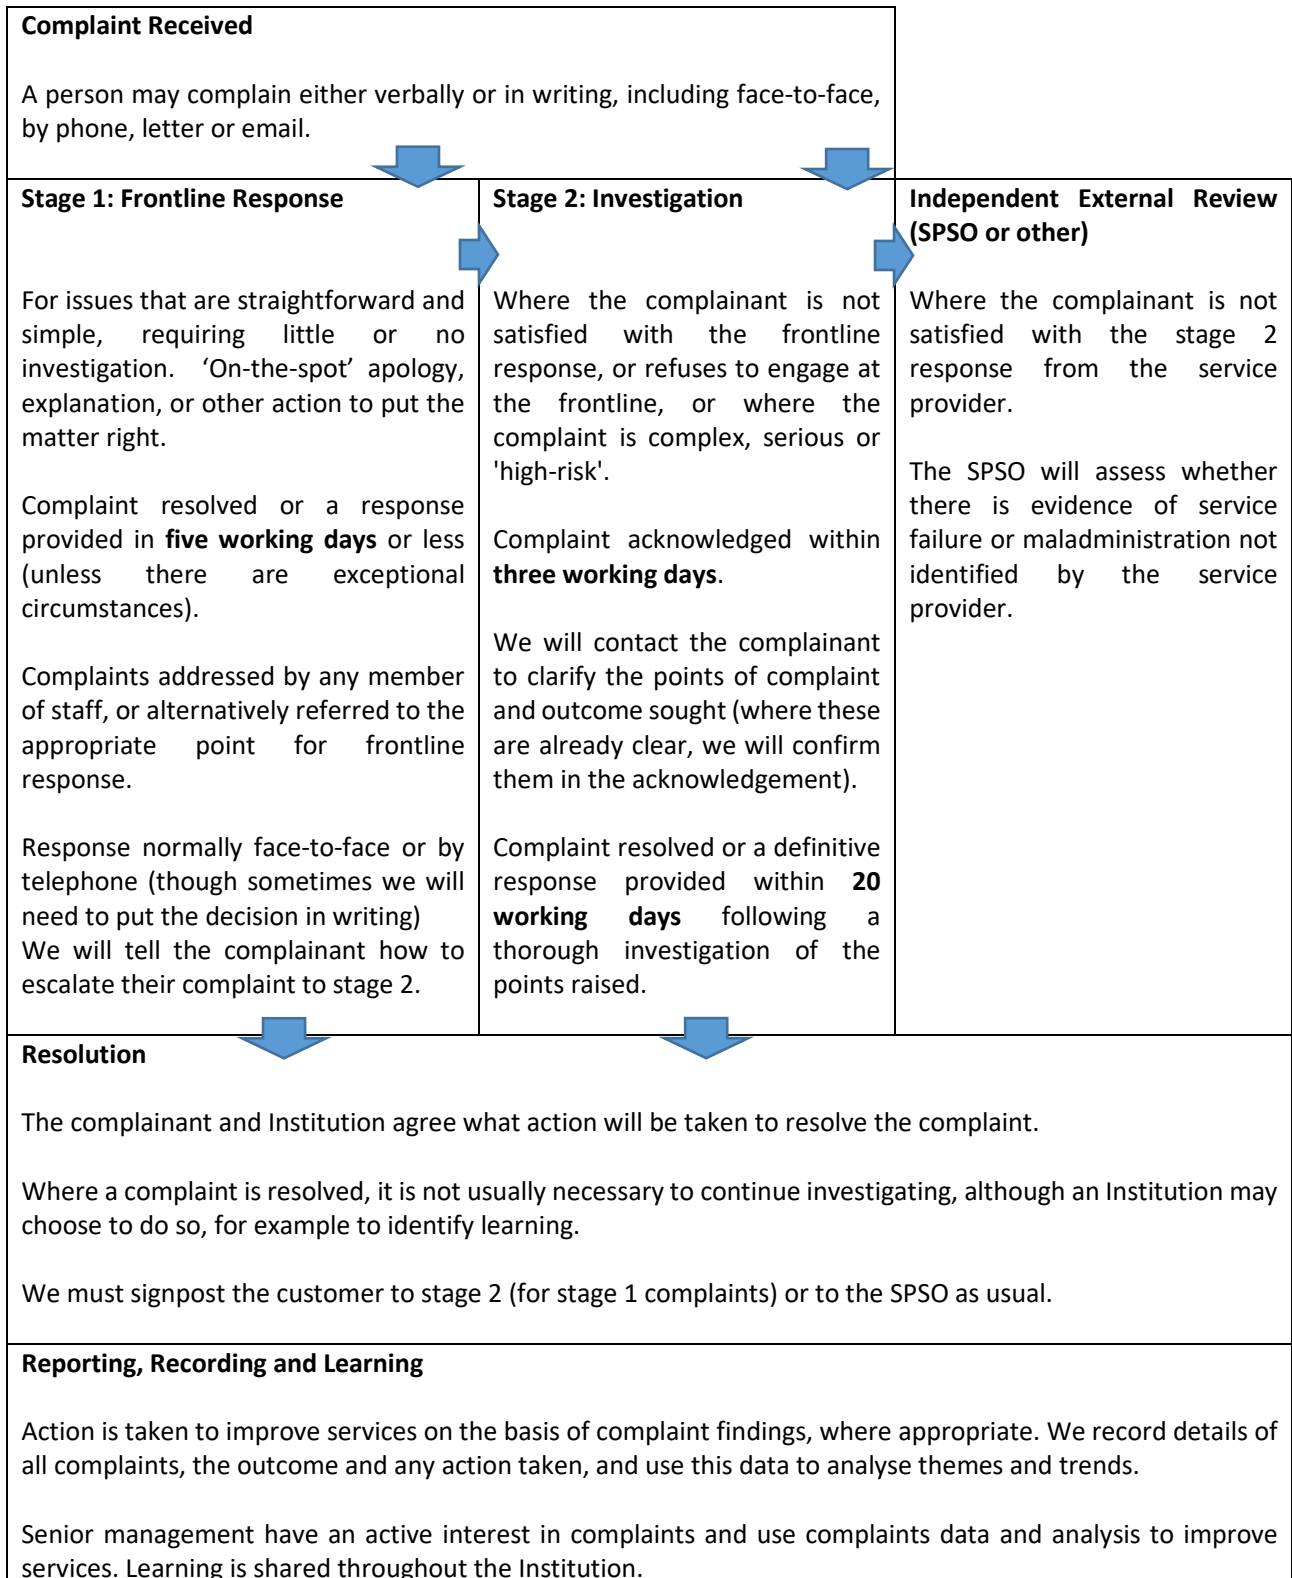 Complaint Received
A person may complain either verbally or in writing, including face-to-face,
by phone, letter or email.
Stage 1: Frontline Response
For issues that are straightforward and
simple, requiring little or no
investigation. ‘On-the-spot’ apology,
explanation, or other action to put the
matter right.
Complaint resolved or a response
provided in five working days or less
(unless there are exceptional
circumstances).
Complaints addressed by any member
of staff, or alternatively referred to the
appropriate point for frontline
response.
Response normally face-to-face or by
telephone (though sometimes we will
need to put the decision in writing)
We will tell the complainant how to
escalate their complaint to stage 2.
Stage 2: Investigation
Where the complainant is not
satisfied with the frontline
response, or refuses to engage at
the frontline, or where the
complaint is complex, serious or
'high-risk'.
Complaint acknowledged within
three working days.
We will contact the complainant
to clarify the points of complaint
and outcome sought (where these
are already clear, we will confirm
them in the acknowledgement).
Complaint resolved or a definitive
response provided within 20
working days following a
thorough investigation of the
points raised.
Independent External Review
(SPSO or other)
Where the complainant is not
satisfied with the stage 2
response from the service
provider.
The SPSO will assess whether
there is evidence of service
failure or maladministration not
identified by the service
provider.
Resolution
The complainant and Institution agree what action will be taken to resolve the complaint.
Where a complaint is resolved, it is not usually necessary to continue investigating, although an Institution may
choose to do so, for example to identify learning.
We must signpost the customer to stage 2 (for stage 1 complaints) or to the SPSO as usual.
Reporting, Recording and Learning
Action is taken to improve services on the basis of complaint findings, where appropriate. We record details of
all complaints, the outcome and any action taken, and use this data to analyse themes and trends.
Senior management have an active interest in complaints and use complaints data and analysis to improve
services. Learning is shared throughout the Institution.